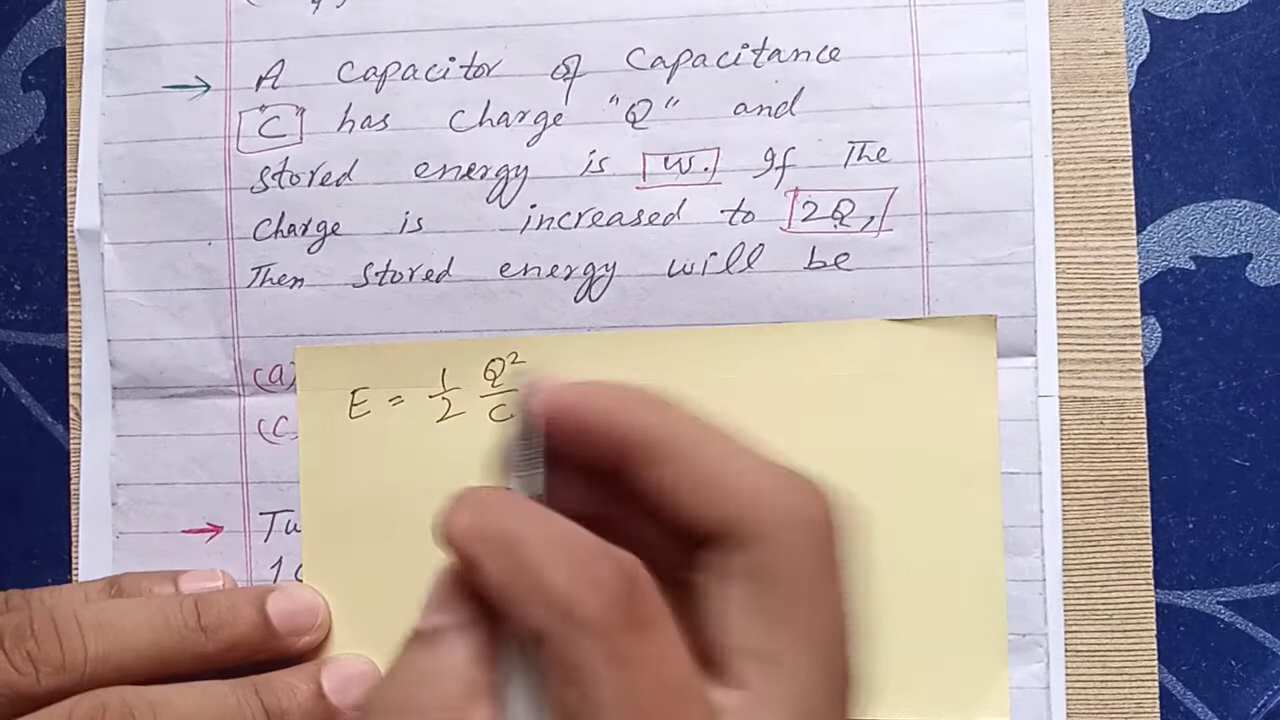 A Capacitor of Capacitance
"C" has Charge "Q" and
stored energy is W. If The
Charge is increased to 2Q,
Then stored energy will be
(a)
E = 1/2 Q²/C
(c